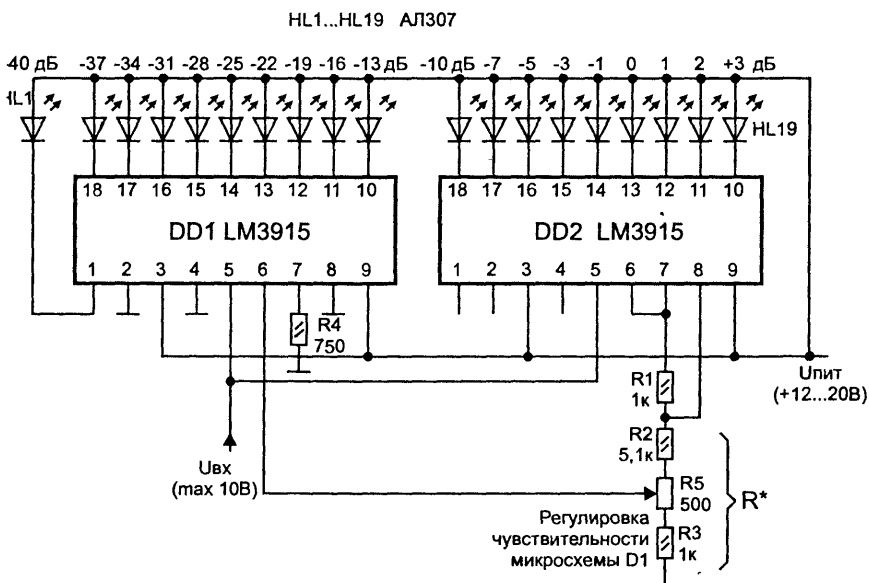 HL1...HL19 АЛ307
-40 дБ -37 -34 -31 -28 -25 -22 -19 -16 -13 дБ -10 дБ -7 -5 -3 -1 0 1 2 +3 дБ
HL1
HL19
18 17 16 15 14 13 12 11 10
18 17 16 15 14 13 12 11 10
DD1 LM3915
DD2 LM3915
1 2 3 4 5 6 7 8 9
1 2 3 4 5 6 7 8 9
R4
750
R1
1к
Uпит
(+12...20В)
R2
5,1к
Uвх
(max 10В)
R5
500
R*
Регулировка
чувствительности
микросхемы D1
R3
1к